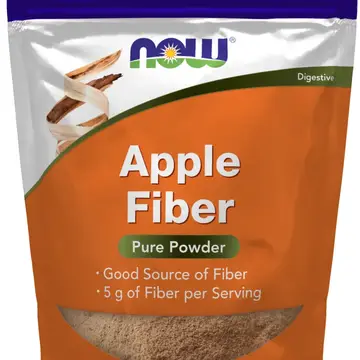 NOW
Digestive
Apple
Fiber
Pure Powder
• Good Source of Fiber
• 5 g of Fiber per Serving